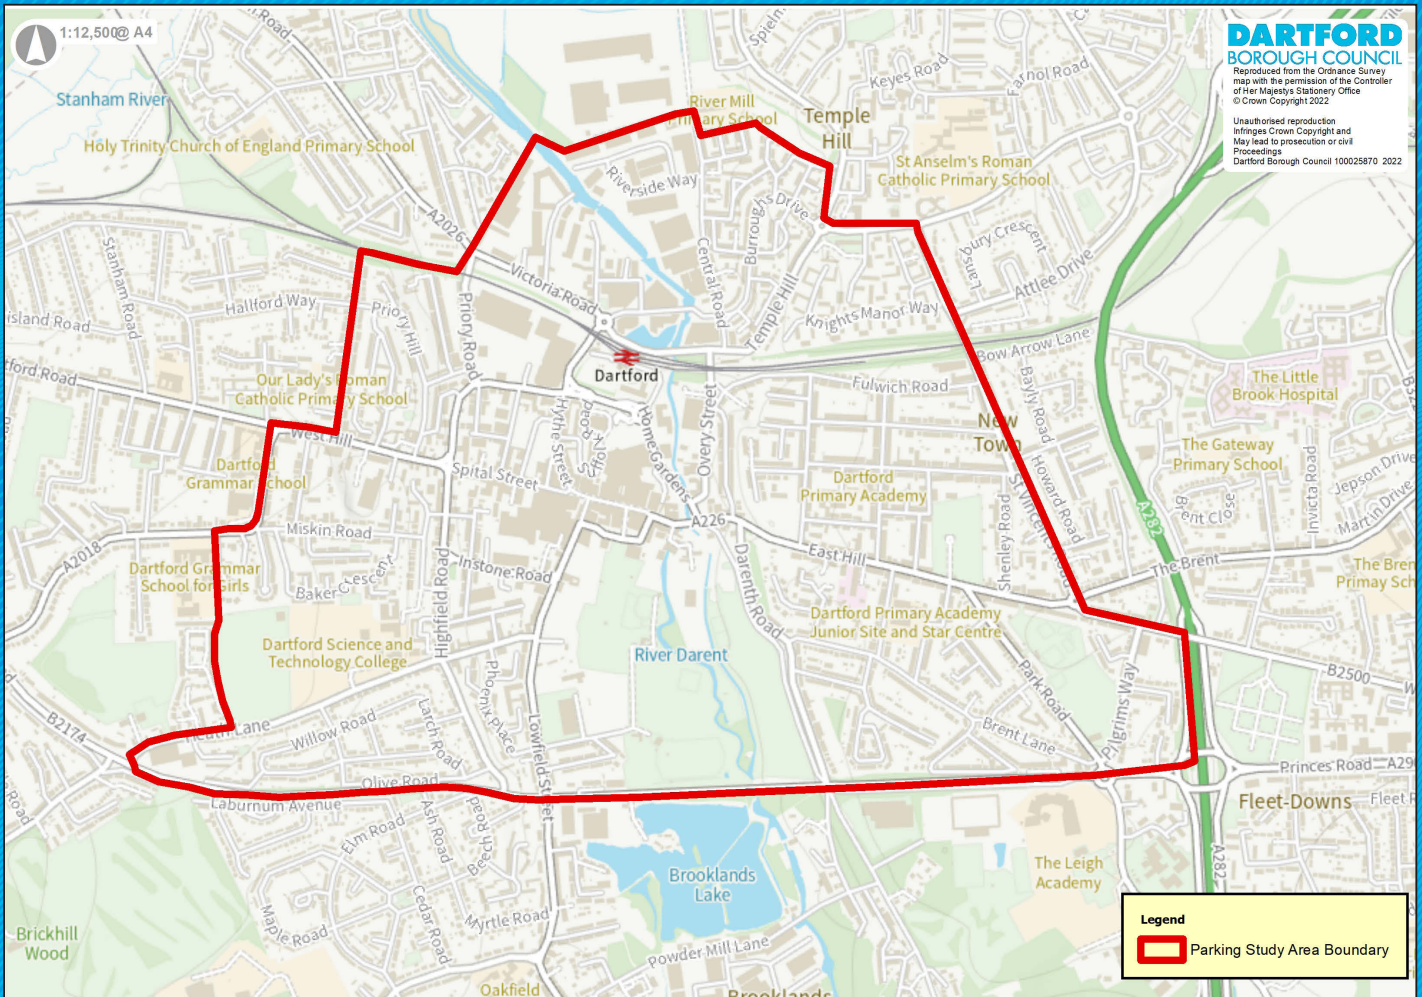 1:12,500@ A4
DARTFORD
BOROUGH COUNCIL
Reproduced from the Ordnance Survey
map with the permission of the Controller
of Her Majestys Stationery Office
© Crown Copyright 2022
Unauthorised reproduction
Infringes Crown Copyright and
May lead to prosecution or civil
Proceedings
Dartford Borough Council 100025870 2022
Keyes Road
Farnol Road
Stanham River
River Mill
Primary School
Temple
Hill
Holy Trinity Church of England Primary School
St Anselm's Roman
Catholic Primary School
Riverside Way
Burroughs Drive
A2026
Stanham Road
Central Road
Lansbury Crescent
Attlee Drive
Victoria Road
Hallford Way
Priory Hill
Priory Road
Temple Hill
Knights Manor Way
Bow Arrow Lane
Dartford
Fulwich Road
Bayly Road
The Little
Brook Hospital
Our Lady's Roman
Catholic Primary School
West Hill
Hythe Street
Home Gardens
Overy Street
New
Town
The Gateway
Primary School
Dartford
Grammar School
Spital Street
Dartford
Primary Academy
Howard Road
St Vincents Road
Invicta Road
Jepson Drive
Martin Drive
Brent Close
A282
Miskin Road
A226
East Hill
Shenley Road
A2018
Instone Road
The Brent
Dartford Grammar
School for Girls
Baker Crescent
Highfield Road
Darenth Road
Dartford Primary Academy
Junior Site and Star Centre
Dartford Science and
Technology College
River Darent
Phoenix Place
Park Road
Pilgrims Way
B2500
B2174
Heath Lane
Willow Road
Larch Road
Lowfield Street
Brent Lane
Princes Road
Olive Road
Laburnum Avenue
Fleet-Downs
Elm Road
Ash Road
Beech Road
A282
Brooklands
Lake
The Leigh
Academy
Cedar Road
Maple Road
Myrtle Road
Powder Mill Lane
Brickhill
Wood
Oakfield
Brooklands
Legend
Parking Study Area Boundary